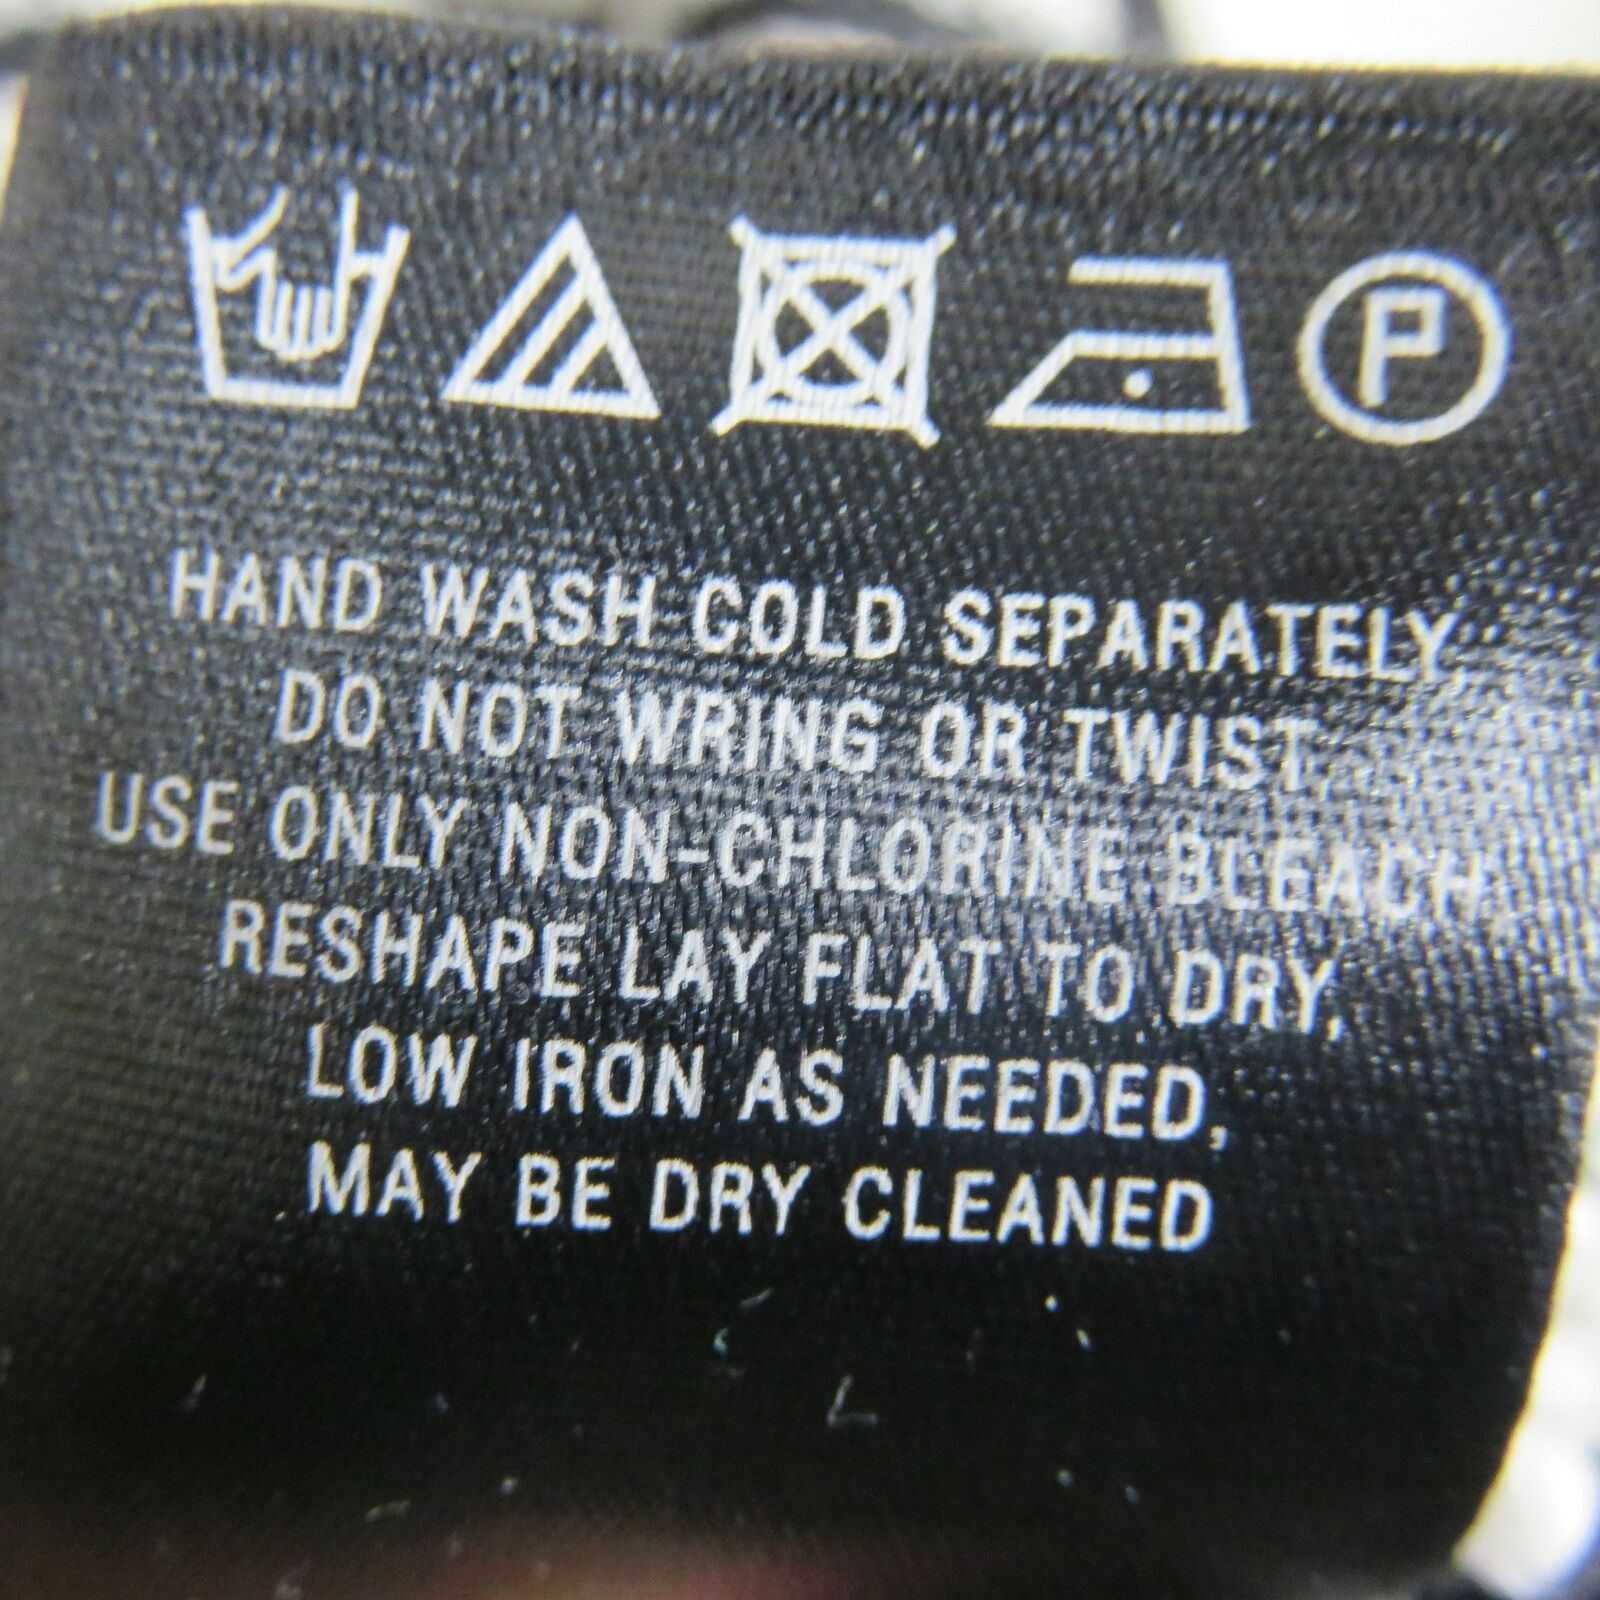 P
HAND WASH COLD SEPARATELY,
DO NOT WRING OR TWIST,
USE ONLY NON-CHLORINE BLEACH,
RESHAPE LAY FLAT TO DRY,
LOW IRON AS NEEDED,
MAY BE DRY CLEANED